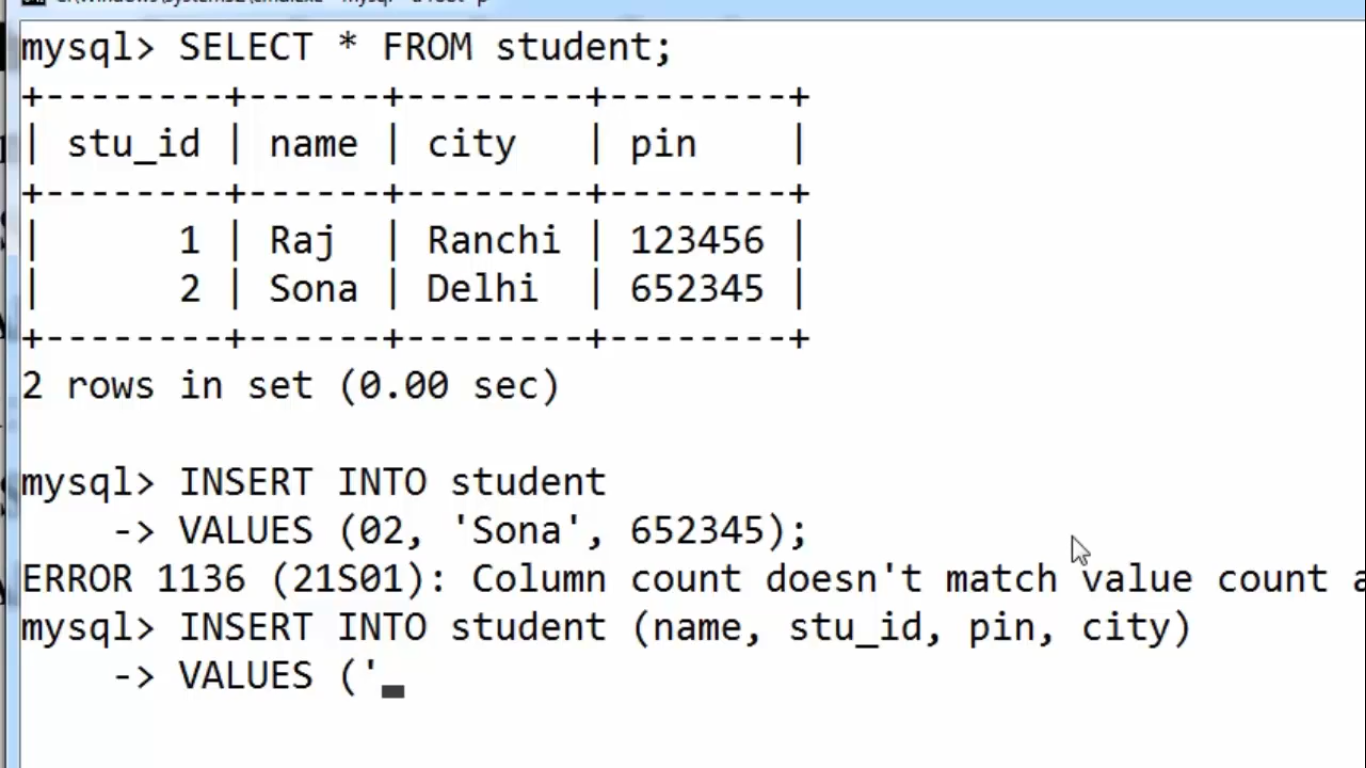 mysql> SELECT * FROM student;
+--------+------+--------+--------+
| stu_id | name | city   | pin    |
+--------+------+--------+--------+
|      1 | Raj  | Ranchi | 123456 |
|      2 | Sona | Delhi  | 652345 |
+--------+------+--------+--------+
2 rows in set (0.00 sec)
mysql> INSERT INTO student
    -> VALUES (02, 'Sona', 652345);
ERROR 1136 (21S01): Column count doesn't match value count a
mysql> INSERT INTO student (name, stu_id, pin, city)
    -> VALUES ('